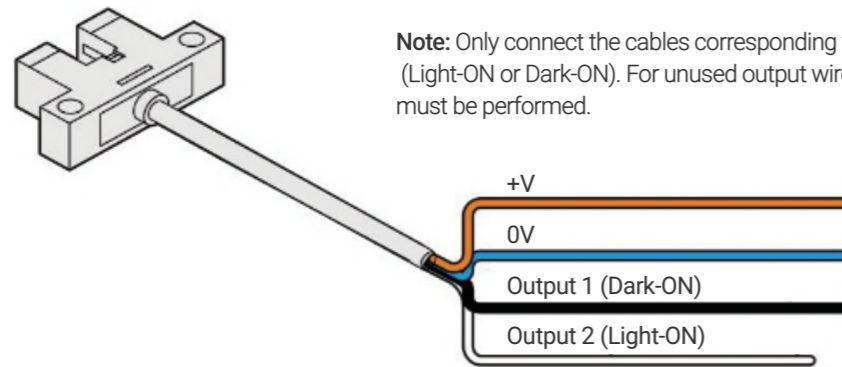 Note: Only connect the cables corresponding
(Light-ON or Dark-ON). For unused output
must be performed.
+V
0V
Output 1 (Dark-ON)
Output 2 (Light-ON)